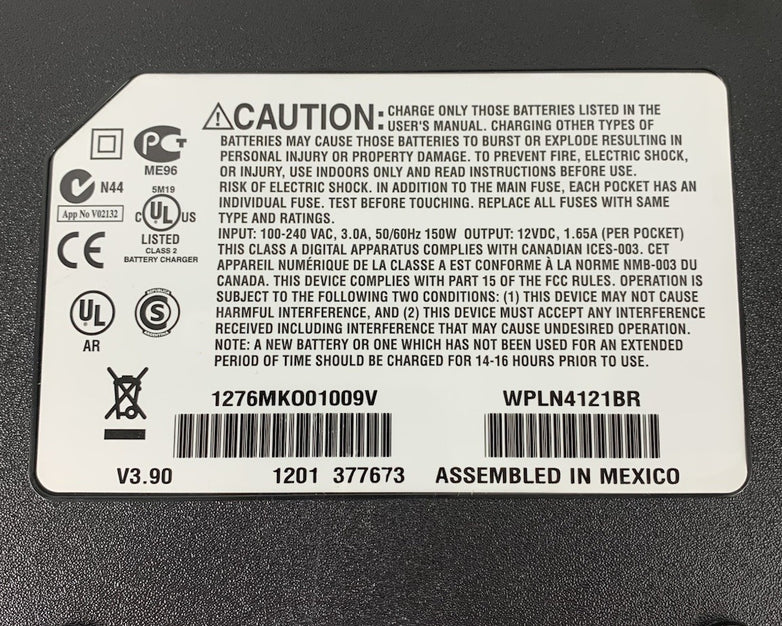 ⚠CAUTION: CHARGE ONLY THOSE BATTERIES LISTED IN THE
USER'S MANUAL. CHARGING OTHER TYPES OF
BATTERIES MAY CAUSE THOSE BATTERIES TO BURST OR EXPLODE RESULTING IN
PERSONAL INJURY OR PROPERTY DAMAGE. TO PREVENT FIRE, ELECTRIC SHOCK,
OR INJURY, USE INDOORS ONLY AND READ INSTRUCTIONS BEFORE USE.
RISK OF ELECTRIC SHOCK. IN ADDITION TO THE MAIN FUSE, EACH POCKET HAS AN
INDIVIDUAL FUSE. TEST BEFORE TOUCHING. REPLACE ALL FUSES WITH SAME
TYPE AND RATINGS.
INPUT: 100-240 VAC, 3.0A, 50/60Hz 150W OUTPUT: 12VDC, 1.65A (PER POCKET)
THIS CLASS A DIGITAL APPARATUS COMPLIES WITH CANADIAN ICES-003. CET
APPAREIL NUMÉRIQUE DE LA CLASSE A EST CONFORME À LA NORME NMB-003 DU
CANADA. THIS DEVICE COMPLIES WITH PART 15 OF THE FCC RULES. OPERATION IS
SUBJECT TO THE FOLLOWING TWO CONDITIONS: (1) THIS DEVICE MAY NOT CAUSE
HARMFUL INTERFERENCE, AND (2) THIS DEVICE MUST ACCEPT ANY INTERFERENCE
RECEIVED INCLUDING INTERFERENCE THAT MAY CAUSE UNDESIRED OPERATION.
NOTE: A NEW BATTERY OR ONE WHICH HAS NOT BEEN USED FOR AN EXTENDED
PERIOD OF TIME SHOULD BE CHARGED FOR 14-16 HOURS PRIOR TO USE.
PCT
ME96
N44
App No V02132
5M19
C UL US
LISTED
CLASS 2
BATTERY CHARGER
CE
UL
AR
S
ARGENTINA
1276MKO01009V
WPLN4121BR
V3.90
1201 377673
ASSEMBLED IN MEXICO